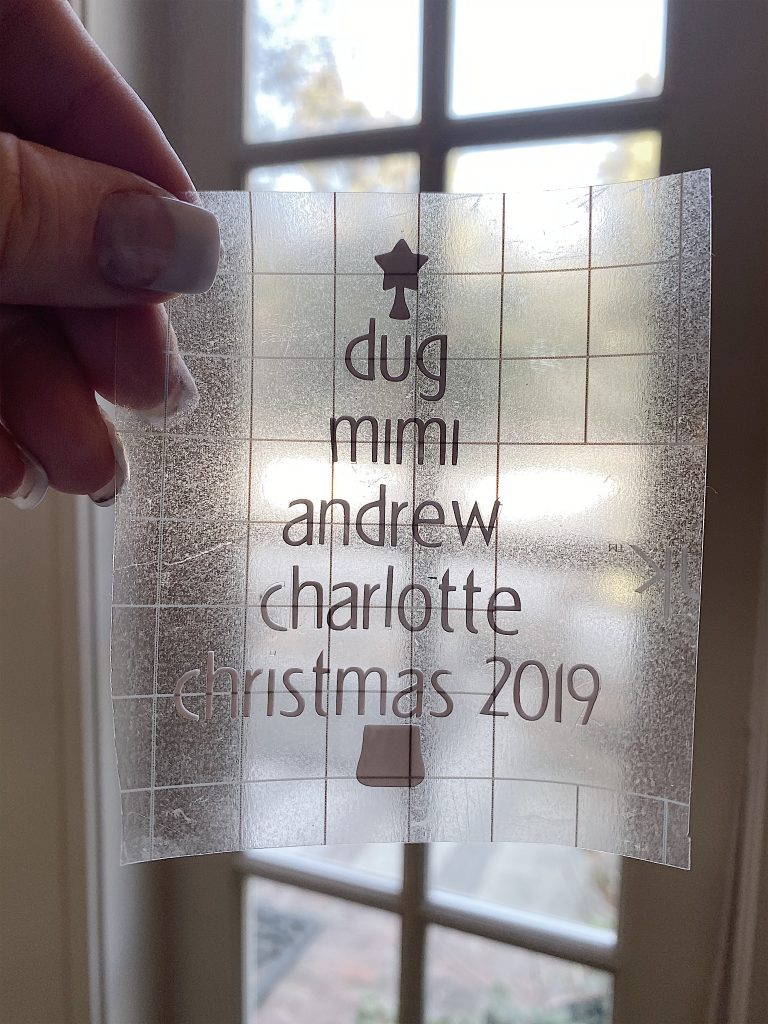 dug
mimi
andrew
charlotte
christmas 2019